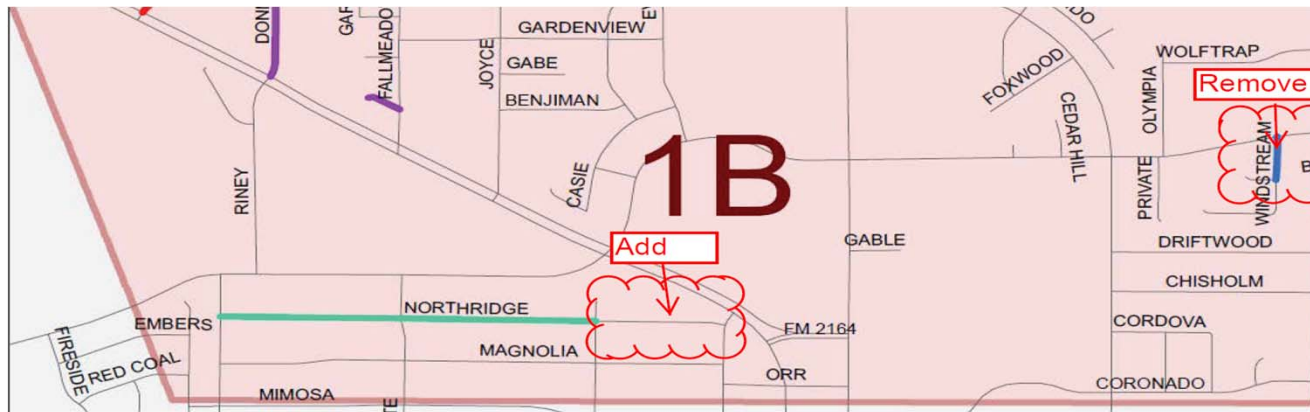 GARDENVIEW
WOLFTRAP
GABE
FALLMEADO
JOYCE
BENJIMAN
FOXWOOD
CEDAR HILL
OLYMPIA
Remove
WINDSTREAM
1B
RINEY
CASIE
PRIVATE
Add
GABLE
DRIFTWOOD
CHISHOLM
NORTHRIDGE
EMBERS
FM 2164
CORDOVA
FIRESIDE
RED COAL
MAGNOLIA
ORR
CORONADO
MIMOSA